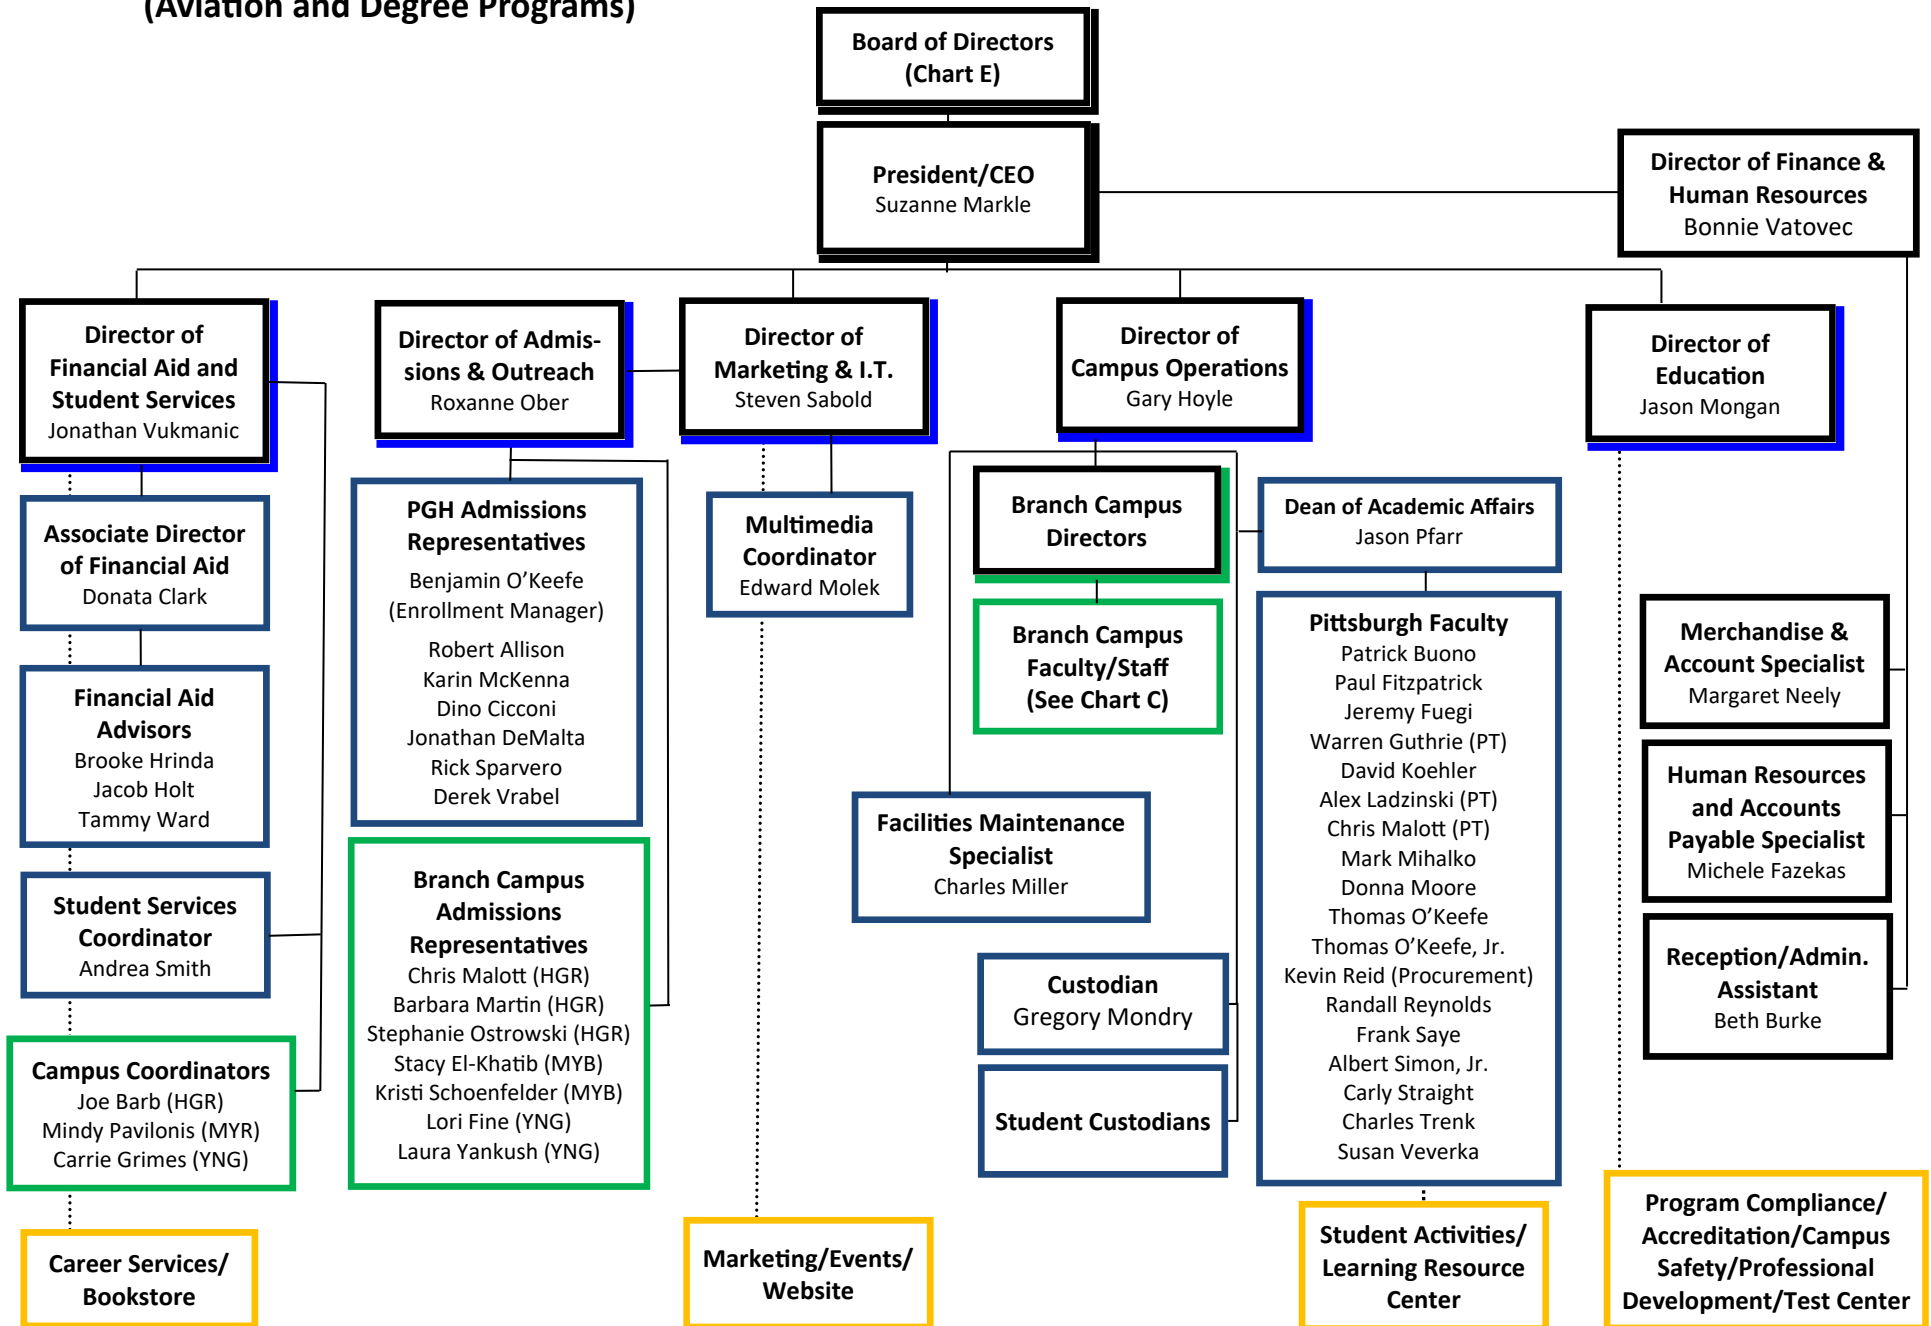 (Aviation and Degree Programs)
Board of Directors
(Chart E)
President/CEO
Suzanne Markle
Director of Finance &
Human Resources
Bonnie Vatovec
Director of
Financial Aid and
Student Services
Jonathan Vukmanic
Director of Admis-
sions & Outreach
Roxanne Ober
Director of
Marketing & I.T.
Steven Sabold
Director of
Campus Operations
Gary Hoyle
Director of
Education
Jason Mongan
Associate Director
of Financial Aid
Donata Clark
Financial Aid
Advisors
Brooke Hrinda
Jacob Holt
Tammy Ward
Student Services
Coordinator
Andrea Smith
Campus Coordinators
Joe Barb (HGR)
Mindy Pavilonis (MYR)
Carrie Grimes (YNG)
Career Services/
Bookstore
PGH Admissions
Representatives
Benjamin O’Keefe
(Enrollment Manager)
Robert Allison
Karin McKenna
Dino Cicconi
Jonathan DeMalta
Rick Sparvero
Derek Vrabel
Branch Campus
Admissions
Representatives
Chris Malott (HGR)
Barbara Martin (HGR)
Stephanie Ostrowski (HGR)
Stacy El-Khatib (MYB)
Kristi Schoenfelder (MYB)
Lori Fine (YNG)
Laura Yankush (YNG)
Multimedia
Coordinator
Edward Molek
Marketing/Events/
Website
Branch Campus
Directors
Branch Campus
Faculty/Staff
(See Chart C)
Facilities Maintenance
Specialist
Charles Miller
Custodian
Gregory Mondry
Student Custodians
Dean of Academic Affairs
Jason Pfarr
Pittsburgh Faculty
Patrick Buono
Paul Fitzpatrick
Jeremy Fuegi
Warren Guthrie (PT)
David Koehler
Alex Ladzinski (PT)
Chris Malott (PT)
Mark Mihalko
Donna Moore
Thomas O’Keefe
Thomas O’Keefe, Jr.
Kevin Reid (Procurement)
Randall Reynolds
Frank Saye
Albert Simon, Jr.
Carly Straight
Charles Trenk
Susan Veverka
Student Activities/
Learning Resource
Center
Merchandise &
Account Specialist
Margaret Neely
Human Resources
and Accounts
Payable Specialist
Michele Fazekas
Reception/Admin.
Assistant
Beth Burke
Program Compliance/
Accreditation/Campus
Safety/Professional
Development/Test Center